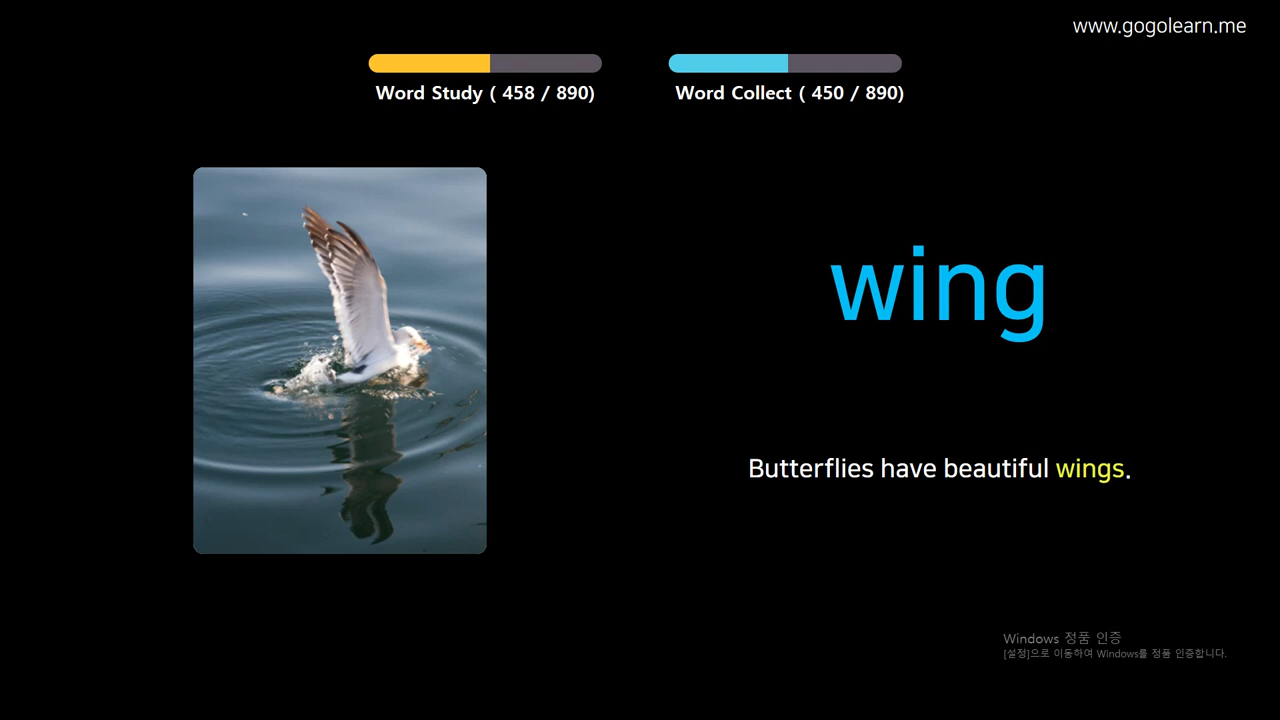 www.gogolearn.me
Word Study ( 458 / 890)
Word Collect ( 450 / 890)
wing
Butterflies have beautiful wings.
Windows 정품 인증
[설정]으로 이동하여 Windows를 정품 인증합니다.